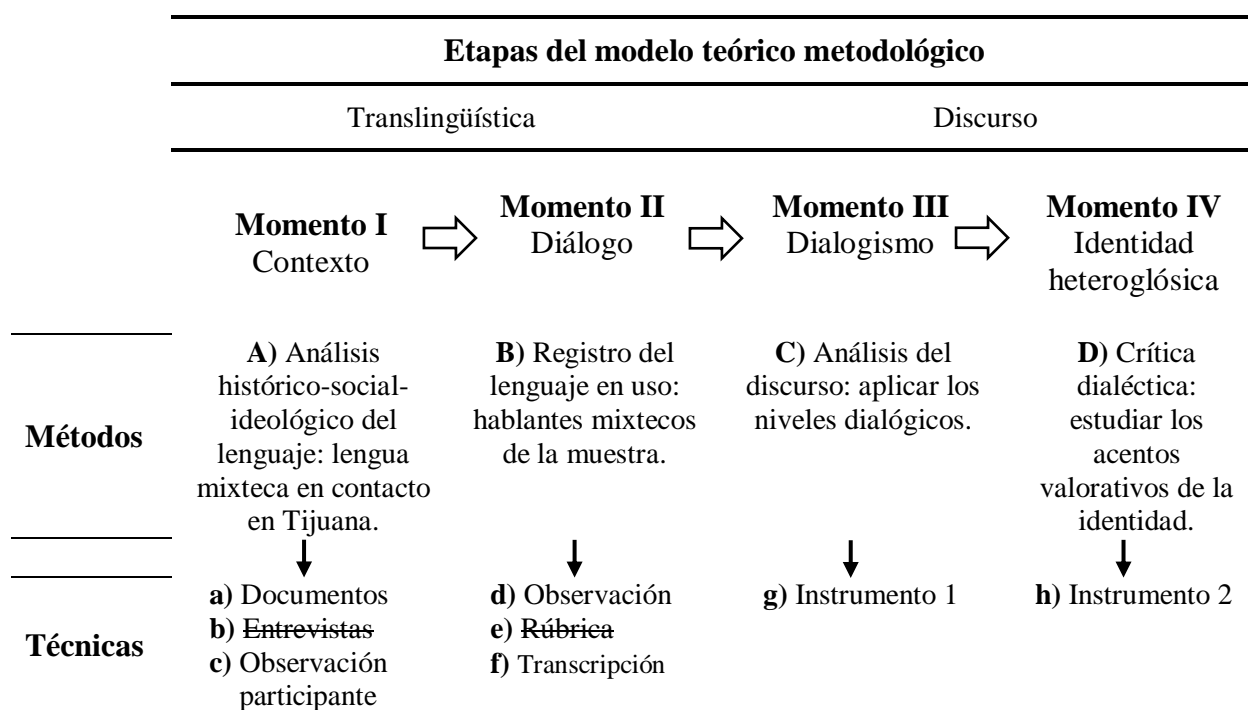 Etapas del modelo teórico metodológico
Translingüística
Discurso
Momento I
Contexto
Momento II
Diálogo
Momento III
Dialogismo
Momento IV
Identidad
heteroglósica
Métodos
A) Análisis
histórico-social-
ideológico del
lenguaje: lengua
mixteca en contacto
en Tijuana.
B) Registro del
lenguaje en uso:
hablantes mixtecos
de la muestra.
C) Análisis del
discurso: aplicar los
niveles dialógicos.
D) Crítica
dialéctica:
estudiar los
acentos
valorativos de la
identidad.
Técnicas
a) Documentos
b) Entrevistas
c) Observación
participante
d) Observación
e) Rúbrica
f) Transcripción
g) Instrumento 1
h) Instrumento 2